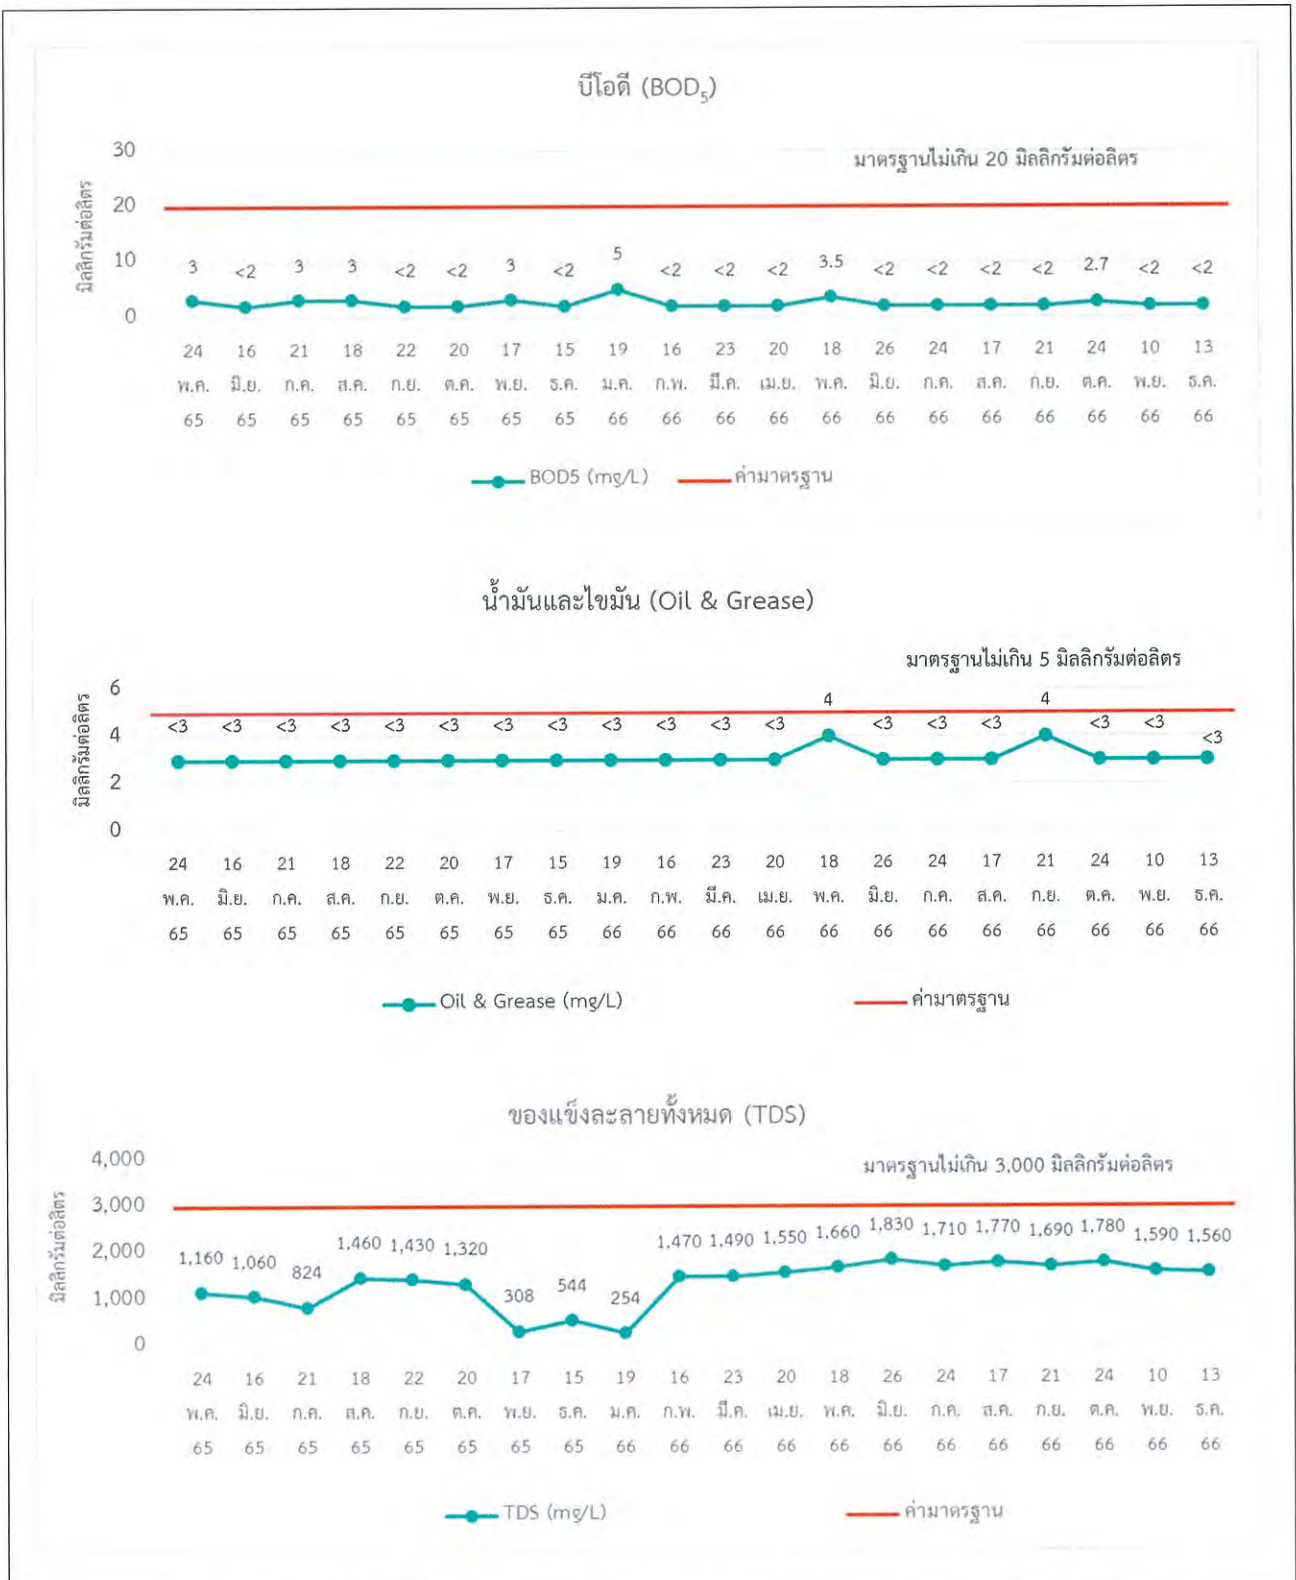 บีโอดี (BOD₅)
มาตรฐานไม่เกิน 20 มิลลิกรัมต่อลิตร
มิลลิกรัมต่อลิตร
30
20
10
0
3 <2 3 3 <2 <2 3 <2 5 <2 <2 <2 3.5 <2 <2 <2 <2 2.7 <2 <2
24 16 21 18 22 20 17 15 19 16 23 20 18 26 24 17 21 24 10 13
พ.ค. มิ.ย. ก.ค. ส.ค. ก.ย. ต.ค. พ.ย. ธ.ค. ม.ค. ก.พ. มี.ค. เม.ย. พ.ค. มิ.ย. ก.ค. ส.ค. ก.ย. ต.ค. พ.ย. ธ.ค.
65 65 65 65 65 65 65 65 66 66 66 66 66 66 66 66 66 66 66 66
BOD5 (mg/L) ค่ามาตรฐาน
น้ำมันและไขมัน (Oil & Grease)
มาตรฐานไม่เกิน 5 มิลลิกรัมต่อลิตร
มิลลิกรัมต่อลิตร
6
4
2
0
<3 <3 <3 <3 <3 <3 <3 <3 <3 <3 <3 <3 4 <3 <3 <3 4 <3 <3 <3
24 16 21 18 22 20 17 15 19 16 23 20 18 26 24 17 21 24 10 13
พ.ค. มิ.ย. ก.ค. ส.ค. ก.ย. ต.ค. พ.ย. ธ.ค. ม.ค. ก.พ. มี.ค. เม.ย. พ.ค. มิ.ย. ก.ค. ส.ค. ก.ย. ต.ค. พ.ย. ธ.ค.
65 65 65 65 65 65 65 65 66 66 66 66 66 66 66 66 66 66 66 66
Oil & Grease (mg/L) ค่ามาตรฐาน
ของแข็งละลายทั้งหมด (TDS)
มาตรฐานไม่เกิน 3,000 มิลลิกรัมต่อลิตร
มิลลิกรัมต่อลิตร
4,000
3,000
2,000
1,000
0
1,160 1,060 824 1,460 1,430 1,320 308 544 254 1,470 1,490 1,550 1,660 1,830 1,710 1,770 1,690 1,780 1,590 1,560
24 16 21 18 22 20 17 15 19 16 23 20 18 26 24 17 21 24 10 13
พ.ค. มิ.ย. ก.ค. ส.ค. ก.ย. ต.ค. พ.ย. ธ.ค. ม.ค. ก.พ. มี.ค. เม.ย. พ.ค. มิ.ย. ก.ค. ส.ค. ก.ย. ต.ค. พ.ย. ธ.ค.
65 65 65 65 65 65 65 65 66 66 66 66 66 66 66 66 66 66 66 66
TDS (mg/L) ค่ามาตรฐาน